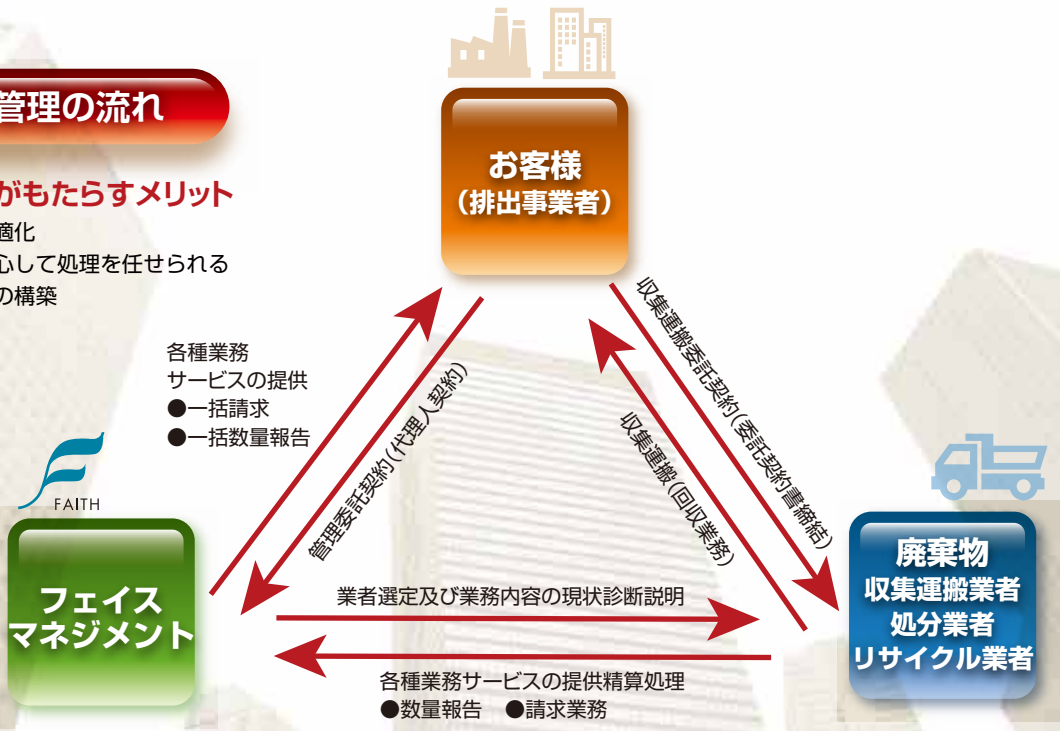 管理の流れ
がもたらすメリット
適化
心して処理を任せられる
の構築
お客様
（排出事業者）
各種業務
サービスの提供
●一括請求
●一括数量報告
管理委託契約(代理人契約)
収集運搬(回収業務)
収集運搬委託契約(委託契約書締結)
FAITH
フェイス
マネジメント
業者選定及び業務内容の現状診断説明
各種業務サービスの提供精算処理
●数量報告　●請求業務
廃棄物
収集運搬業者
処分業者
リサイクル業者